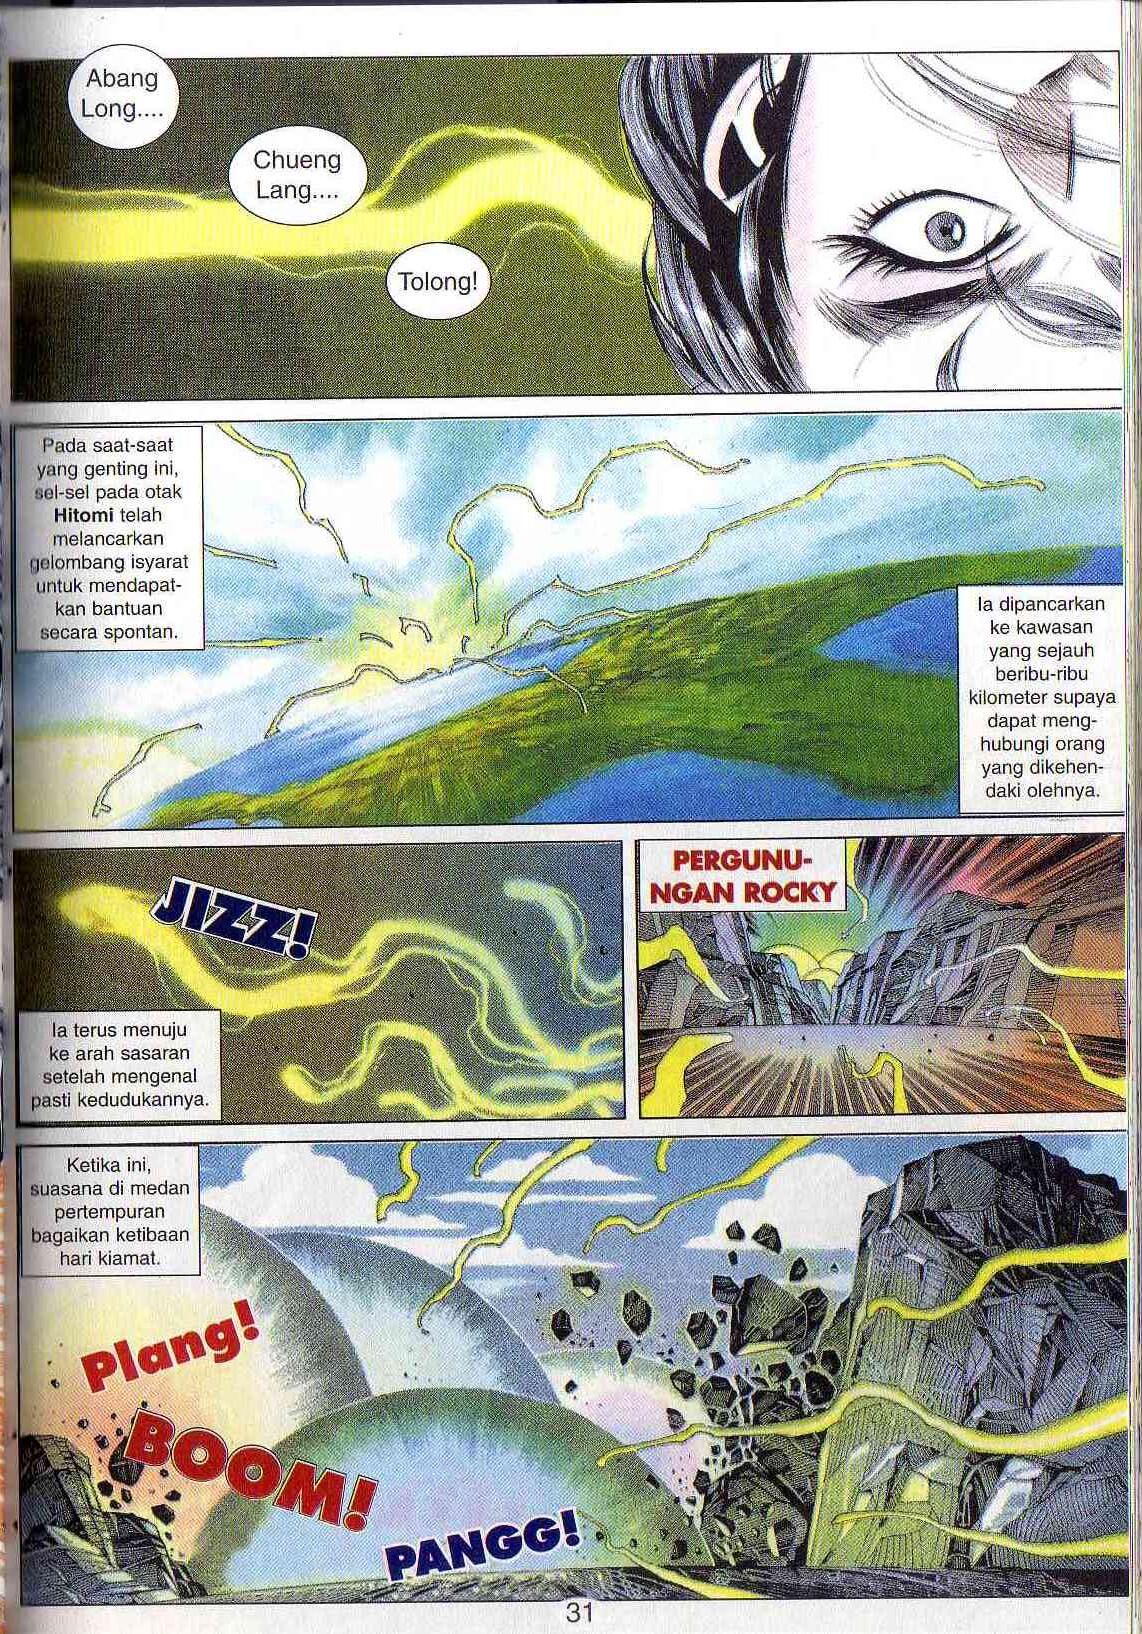 Abang
Long....
Chueng
Lang....
Tolong!
Pada saat-saat
yang genting ini,
sel-sel pada otak
Hitomi telah
melancarkan
gelombang isyarat
untuk mendapat-
kan bantuan
secara spontan.
Ia dipancarkan
ke kawasan
yang sejauh
beribu-ribu
kilometer supaya
dapat meng-
hubungi orang
yang dikehen-
daki olehnya.
JIZZ!
Ia terus menuju
ke arah sasaran
setelah mengenal
pasti kedudukannya.
PERGUNU-
NGAN ROCKY
Ketika ini,
suasana di medan
pertempuran
bagaikan ketibaan
hari kiamat.
Plang!
BOOM!
PANGG!
31